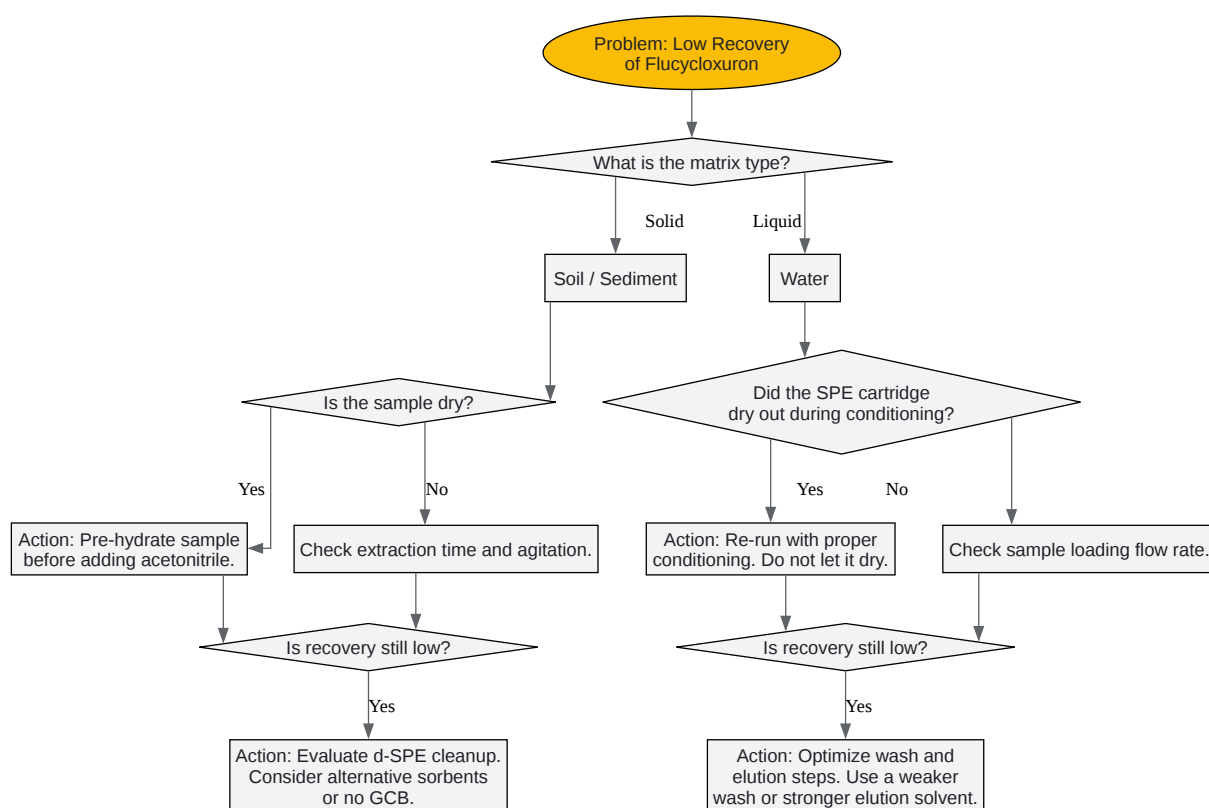 Problem: Low Recovery
of Flucycloxuron
What is the matrix type?
Solid
Liquid
Soil / Sediment
Water
Is the sample dry?
Did the SPE cartridge
dry out during conditioning?
Yes
No
Yes
No
Action: Pre-hydrate sample
before adding acetonitrile.
Check extraction time and agitation.
Action: Re-run with proper
conditioning. Do not let it dry.
Check sample loading flow rate.
Is recovery still low?
Is recovery still low?
Yes
Yes
Action: Evaluate d-SPE cleanup.
Consider alternative sorbents
or no GCB.
Action: Optimize wash and
elution steps. Use a weaker
wash or stronger elution solvent.